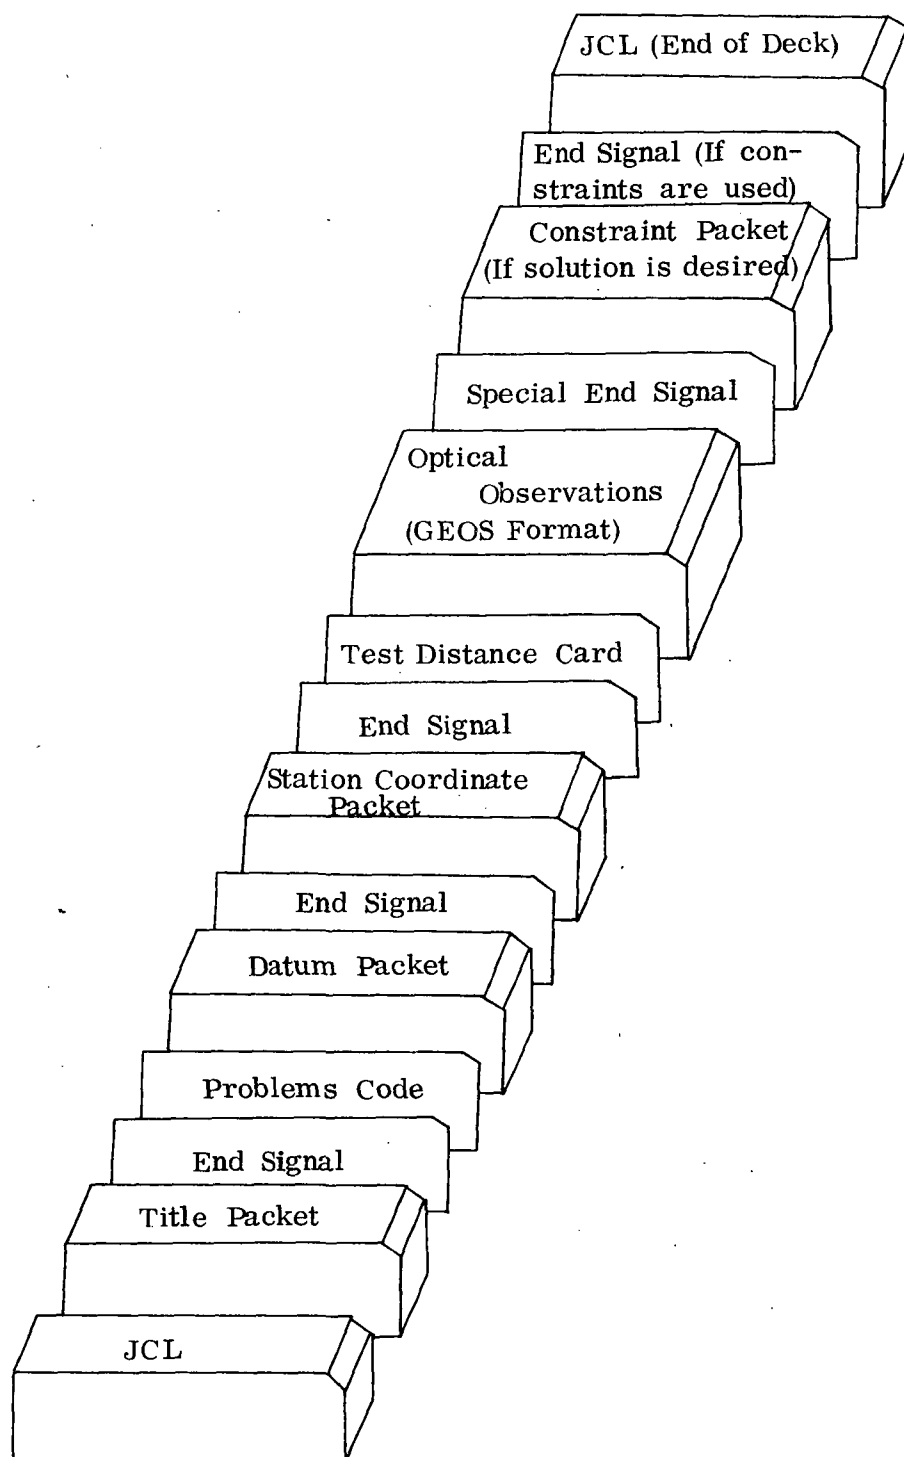 JCL (End of Deck)
End Signal (If con-
straints are used)
Constraint Packet
(If solution is desired)
Special End Signal
Optical
Observations
(GEOS Format)
Test Distance Card
End Signal
Station Coordinate
Packet
End Signal
Datum Packet
Problems Code
End Signal
Title Packet
JCL